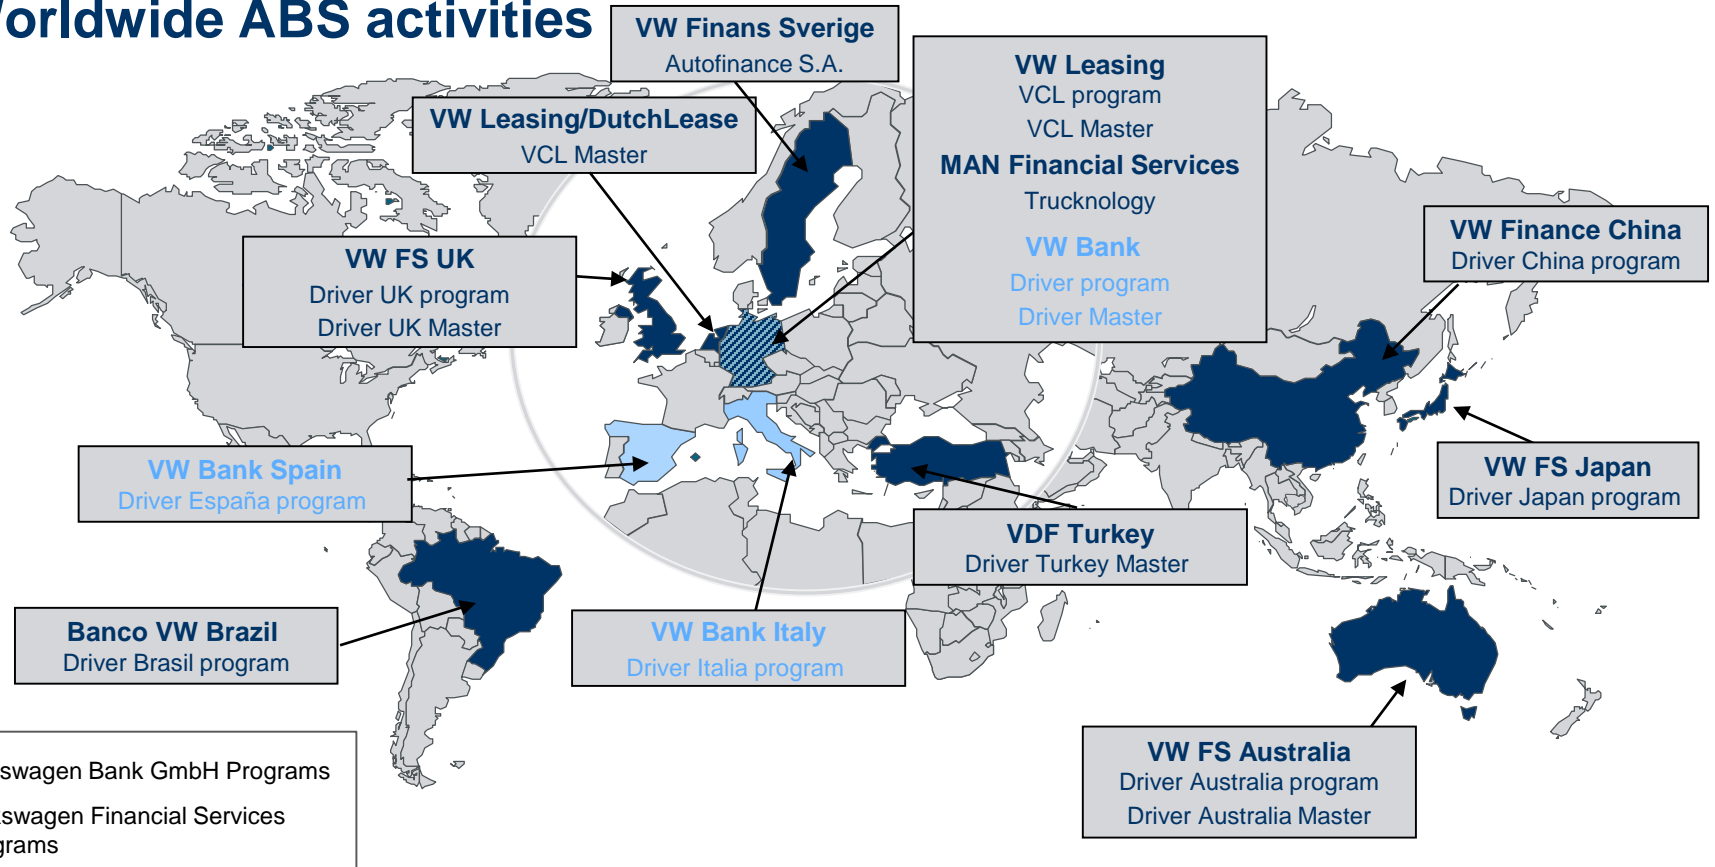 orldwide ABS activities
VW Finans Sverige
Autofinance S.A.
VW Leasing/DutchLease
VCL Master
VW Leasing
VCL program
VCL Master
MAN Financial Services
Trucknology
VW Bank
Driver program
Driver Master
VW FS UK
Driver UK program
Driver UK Master
VW Finance China
Driver China program
VW Bank Spain
Driver España program
VW FS Japan
Driver Japan program
VDF Turkey
Driver Turkey Master
Banco VW Brazil
Driver Brasil program
VW Bank Italy
Driver Italia program
VW FS Australia
Driver Australia program
Driver Australia Master
swagen Bank GmbH Programs
kswagen Financial Services
grams